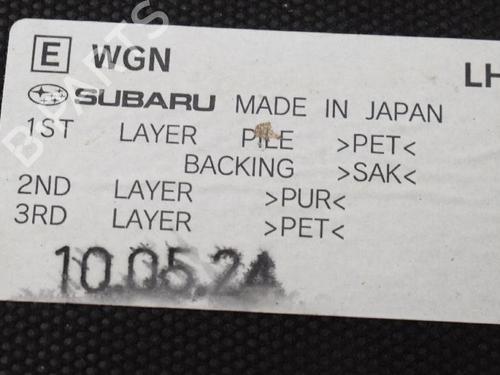 E WGN LH
SUBARU MADE IN JAPAN
1ST LAYER PILE >PET<
BACKING >SAK<
2ND LAYER >PUR<
3RD LAYER >PET<
10.05.24